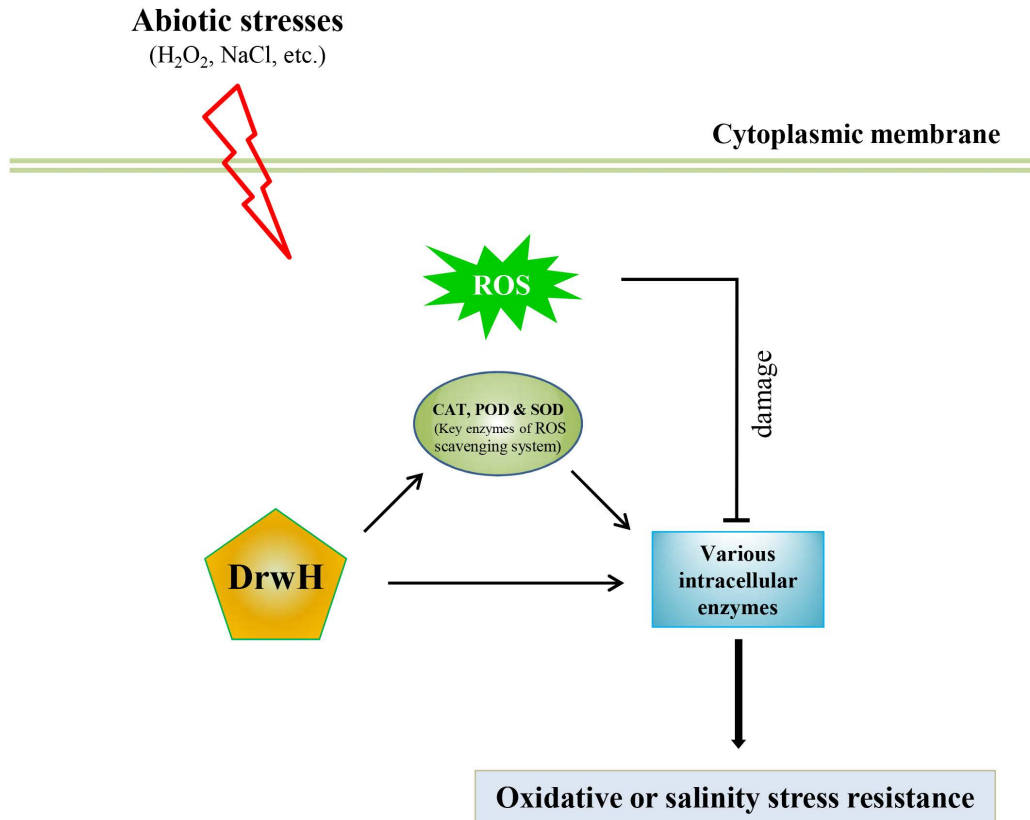 Abiotic stresses
(H₂O₂, NaCl, etc.)
Cytoplasmic membrane
ROS
damage
CAT, POD & SOD
(Key enzymes of ROS
scavenging system)
DrwH
Various
intracellular
enzymes
Oxidative or salinity stress resistance